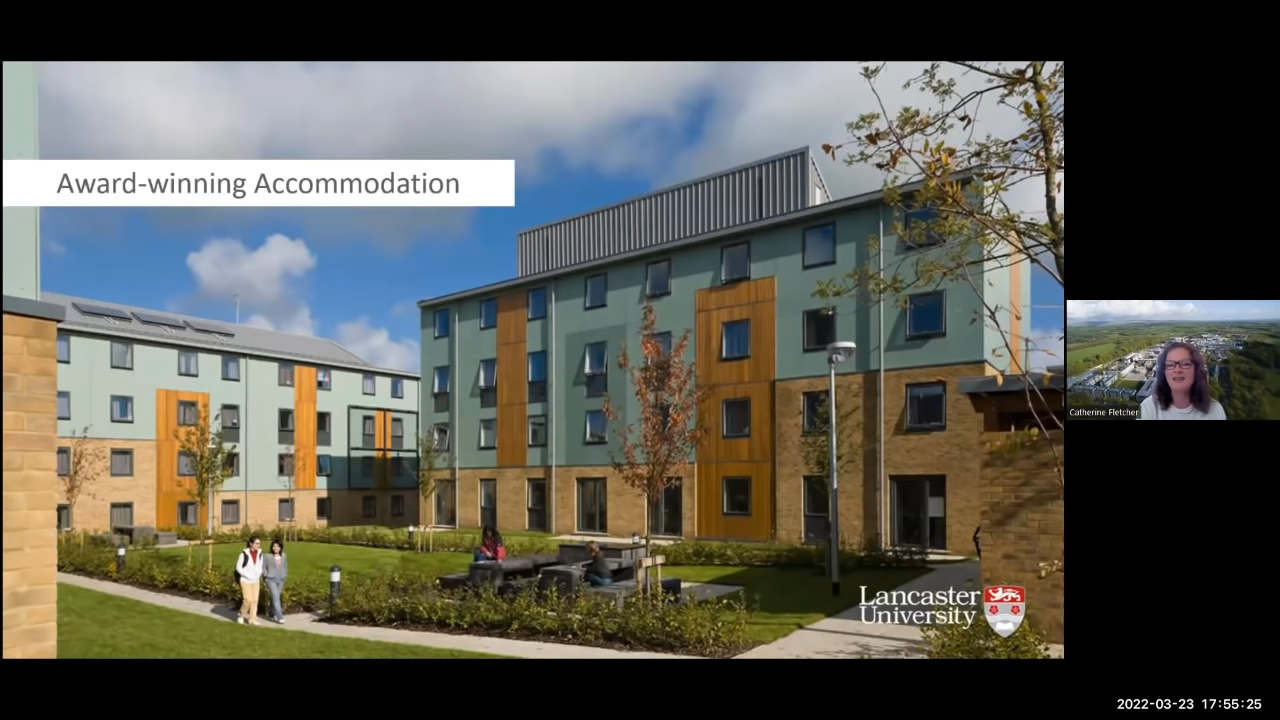 Award-winning Accommodation
Lancaster
University
Catherine Fletcher
2022-03-23 17:55:25